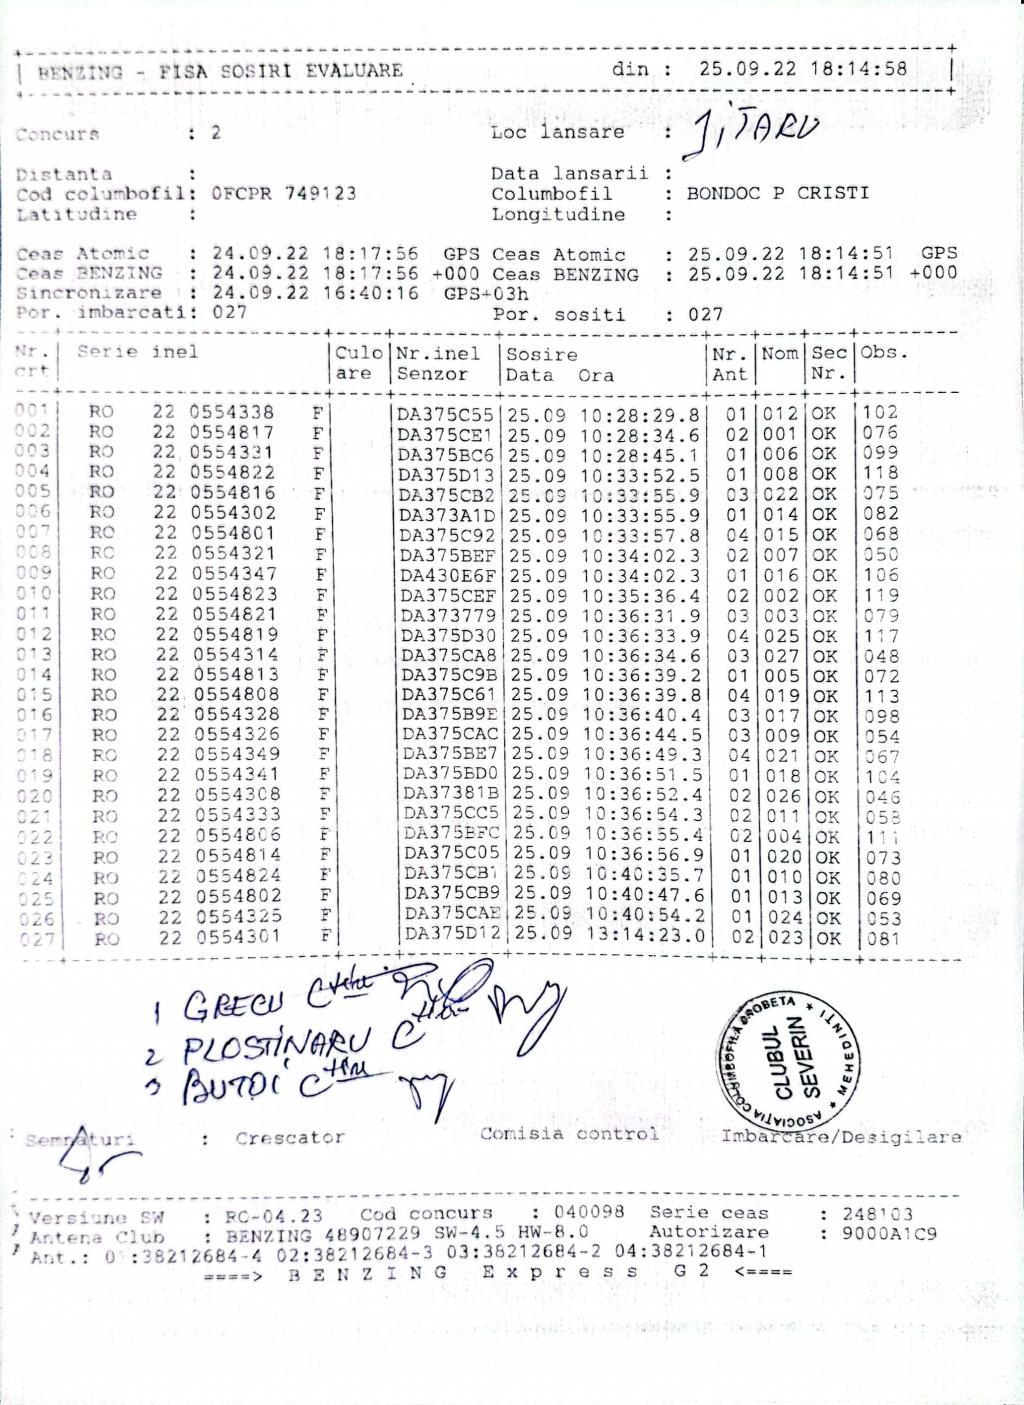 BENZING - FISA SOSIRI EVALUARE din : 25.09.22 18:14:58
Concurs : 2 Loc lansare : JITARU
Distanta : Data lansarii :
Cod columbofil: OFCPR 749123 Columbofil : BONDOC P CRISTI
Latitudine : Longitudine :
Ceas Atomic : 24.09.22 18:17:56 GPS Ceas Atomic : 25.09.22 18:14:51 GPS
Ceas BENZING : 24.09.22 18:17:56 +000 Ceas BENZING : 25.09.22 18:14:51 +000
Sincronizare : 24.09.22 16:40:16 GPS+03h
Por. imbarcati: 027 Por. sositi : 027
Nr. Serie inel Culo Nr.inel Sosire Nr. Nom Sec Obs.
crt are Senzor Data Ora Ant Nr.
001 RO 22 0554338 F DA375C55 25.09 10:28:29.8 01 012 OK 102
002 RO 22 0554817 F DA375CE1 25.09 10:28:34.6 02 001 OK 076
003 RO 22 0554331 F DA375BC6 25.09 10:28:45.1 01 006 OK 099
004 RO 22 0554822 F DA375D13 25.09 10:33:52.5 01 008 OK 118
005 RO 22 0554816 F DA375CB2 25.09 10:33:55.9 03 022 OK 075
006 RO 22 0554302 F DA373A1D 25.09 10:33:55.9 01 014 OK 082
007 RO 22 0554801 F DA375C92 25.09 10:33:57.8 04 015 OK 068
008 RO 22 0554321 F DA375BEF 25.09 10:34:02.3 02 007 OK 050
009 RO 22 0554347 F DA430E6F 25.09 10:34:02.3 01 016 OK 106
010 RO 22 0554823 F DA375CEF 25.09 10:35:36.4 02 002 OK 119
011 RO 22 0554821 F DA373779 25.09 10:36:31.9 03 003 OK 079
012 RO 22 0554819 F DA375D30 25.09 10:36:33.9 04 025 OK 117
013 RO 22 0554314 F DA375CA8 25.09 10:36:34.6 03 027 OK 048
014 RO 22 0554813 F DA375C9B 25.09 10:36:39.2 01 005 OK 072
015 RO 22 0554808 F DA375C61 25.09 10:36:39.8 04 019 OK 113
016 RO 22 0554328 F DA375B9E 25.09 10:36:40.4 03 017 OK 098
017 RO 22 0554326 F DA375CAC 25.09 10:36:44.5 03 009 OK 054
018 RO 22 0554349 F DA375BE7 25.09 10:36:49.3 04 021 OK 067
019 RO 22 0554341 F DA375BD0 25.09 10:36:51.5 01 018 OK 104
020 RO 22 0554308 F DA37381B 25.09 10:36:52.4 02 026 OK 046
021 RO 22 0554333 F DA375CC5 25.09 10:36:54.3 02 011 OK 058
022 RO 22 0554806 F DA375BFC 25.09 10:36:55.4 02 004 OK 111
023 RO 22 0554814 F DA375C05 25.09 10:36:56.9 01 020 OK 073
024 RO 22 0554824 F DA375CB1 25.09 10:40:35.7 01 010 OK 080
025 RO 22 0554802 F DA375CB9 25.09 10:40:47.6 01 013 OK 069
026 RO 22 0554325 F DA375CAE 25.09 10:40:54.2 01 024 OK 053
027 RO 22 0554301 F DA375D12 25.09 13:14:23.0 02 023 OK 081
1 GRECU
2 PLOSTINARU
3 BUTOI
ASOCIATIA COLUMBOFILA DROBETA * MEHEDINTI *
CLUBUL
SEVERIN
Semnaturi : Crescator Comisia control Imbarcare/Desigilare
Versiune SW : RC-04.23 Cod concurs : 040098 Serie ceas : 248103
Antena Club : BENZING 48907229 SW-4.5 HW-8.0 Autorizare : 9000A1C9
Ant.: 01:38212684-4 02:38212684-3 03:38212684-2 04:38212684-1
====> BENZING Express G2 <====